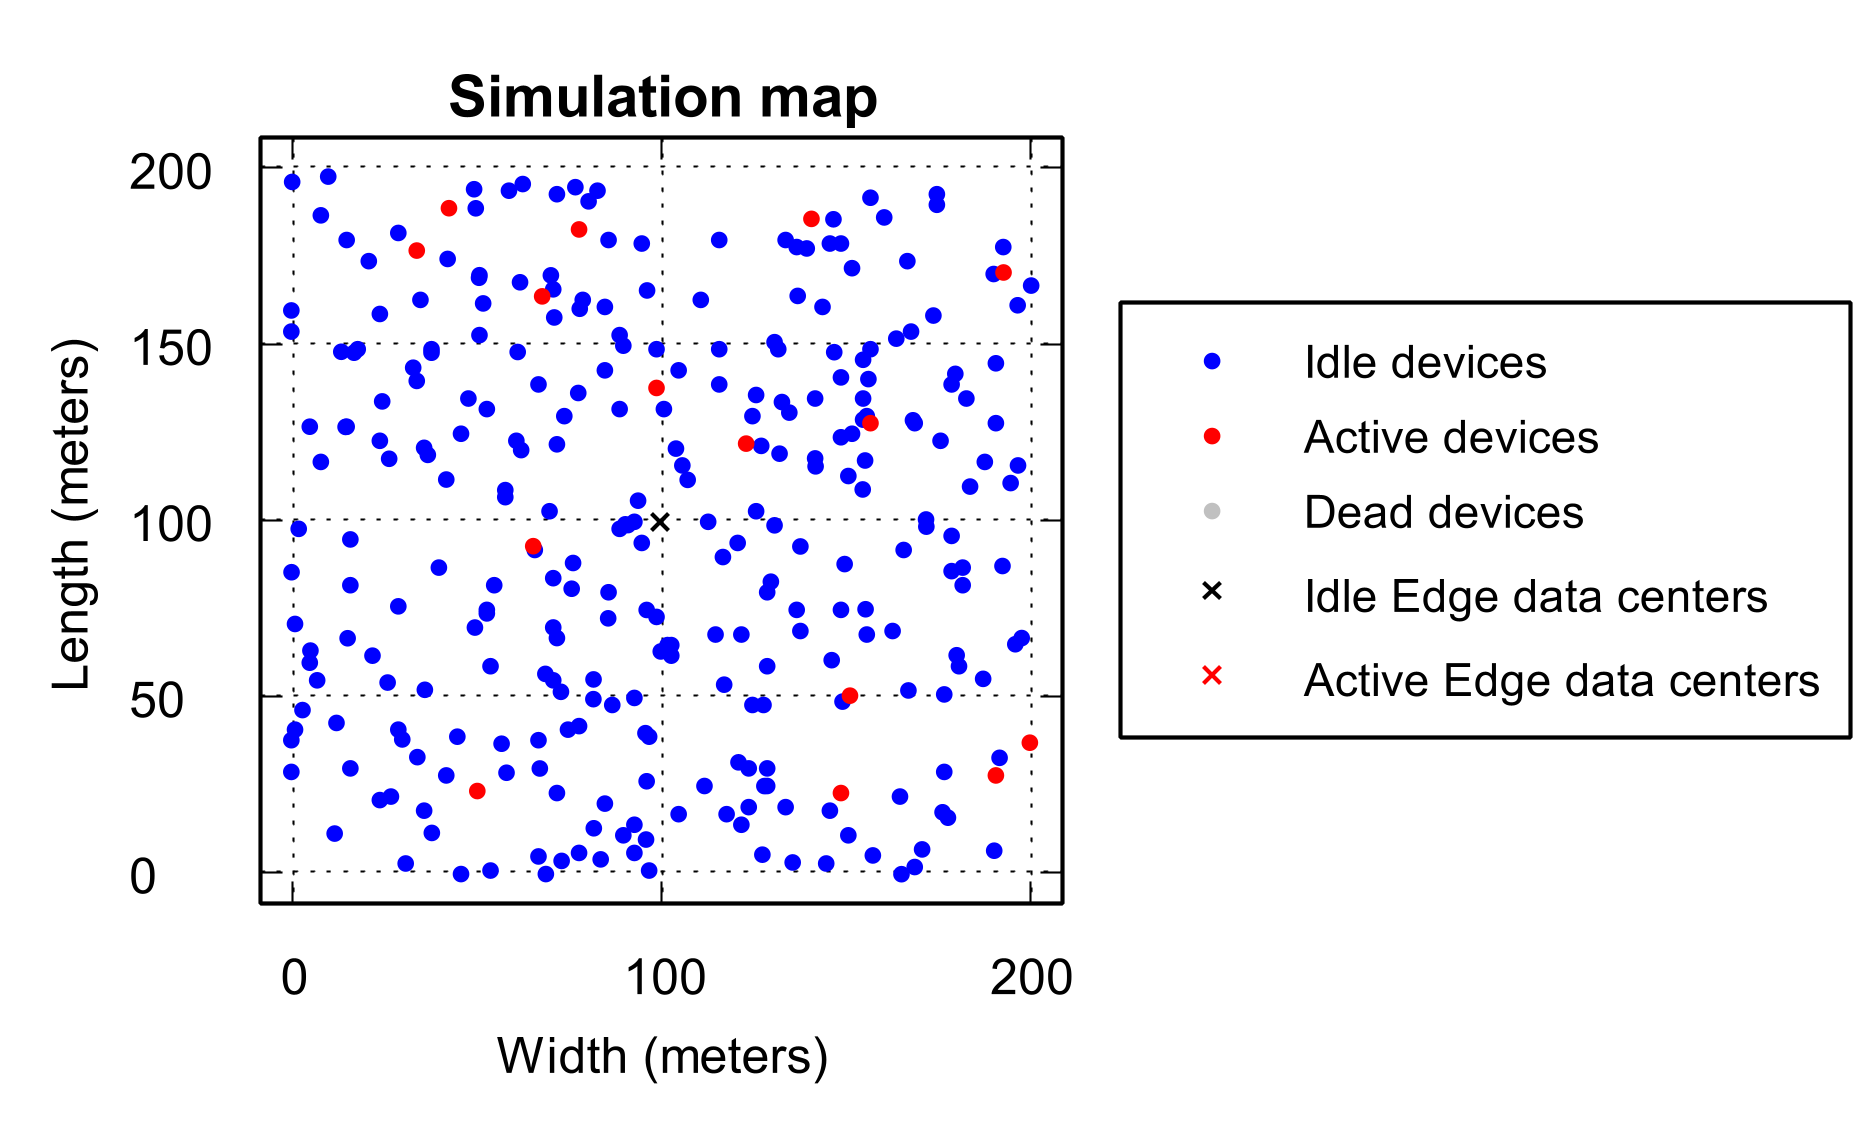 Simulation map
200
150
100
50
0
Length (meters)
0
100
200
Width (meters)
Idle devices
Active devices
Dead devices
Idle Edge data centers
Active Edge data centers